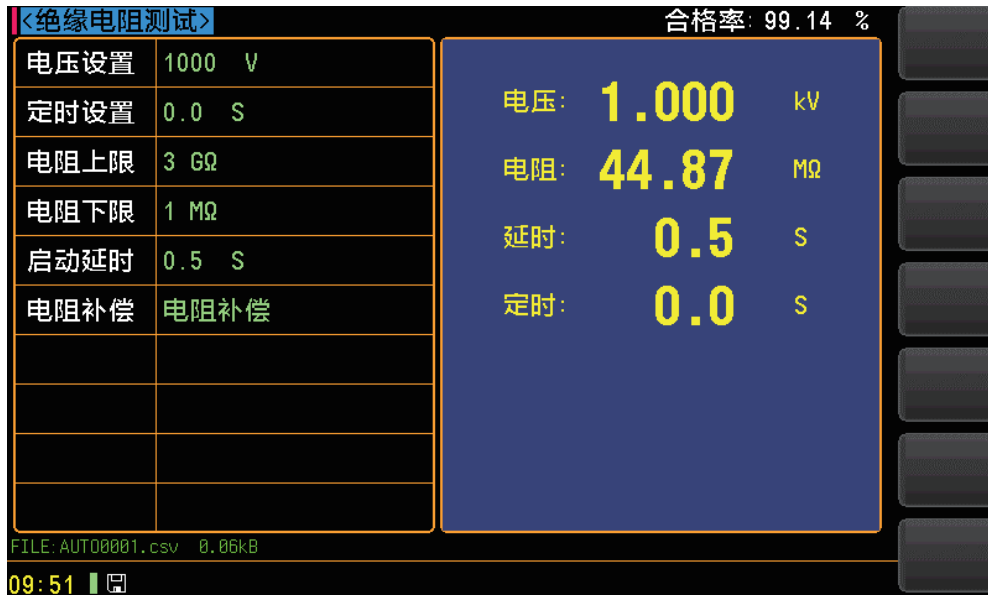 <绝缘电阻测试>
合格率: 99.14 %
电压设置 1000 V
定时设置 0.0 S
电阻上限 3 GΩ
电阻下限 1 MΩ
启动延时 0.5 S
电阻补偿 电阻补偿
电压: 1.000 kV
电阻: 44.87 MΩ
延时: 0.5 S
定时: 0.0 S
FILE:AUTO0001.csv 0.06kB
09:51